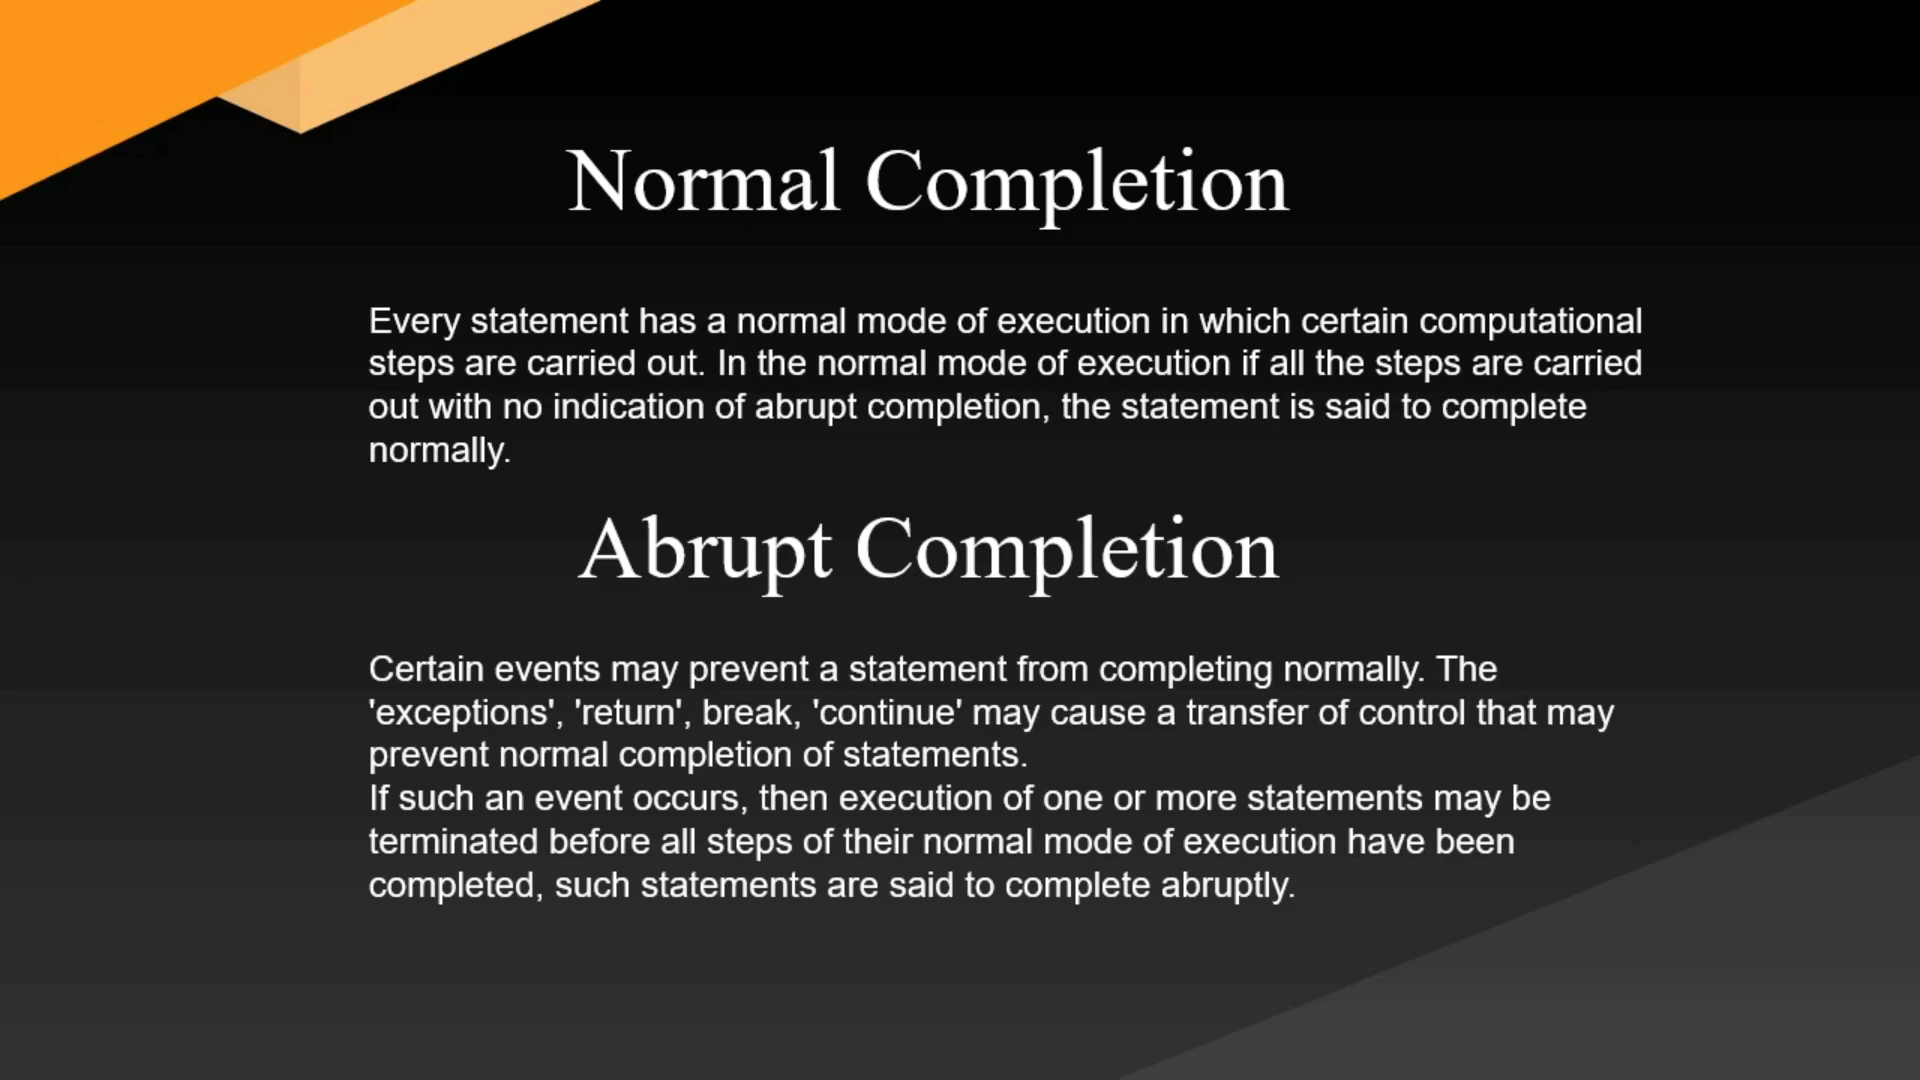 Normal Completion
Every statement has a normal mode of execution in which certain computational
steps are carried out. In the normal mode of execution if all the steps are carried
out with no indication of abrupt completion, the statement is said to complete
normally.
Abrupt Completion
Certain events may prevent a statement from completing normally. The
'exceptions', 'return', break, 'continue' may cause a transfer of control that may
prevent normal completion of statements.
If such an event occurs, then execution of one or more statements may be
terminated before all steps of their normal mode of execution have been
completed, such statements are said to complete abruptly.